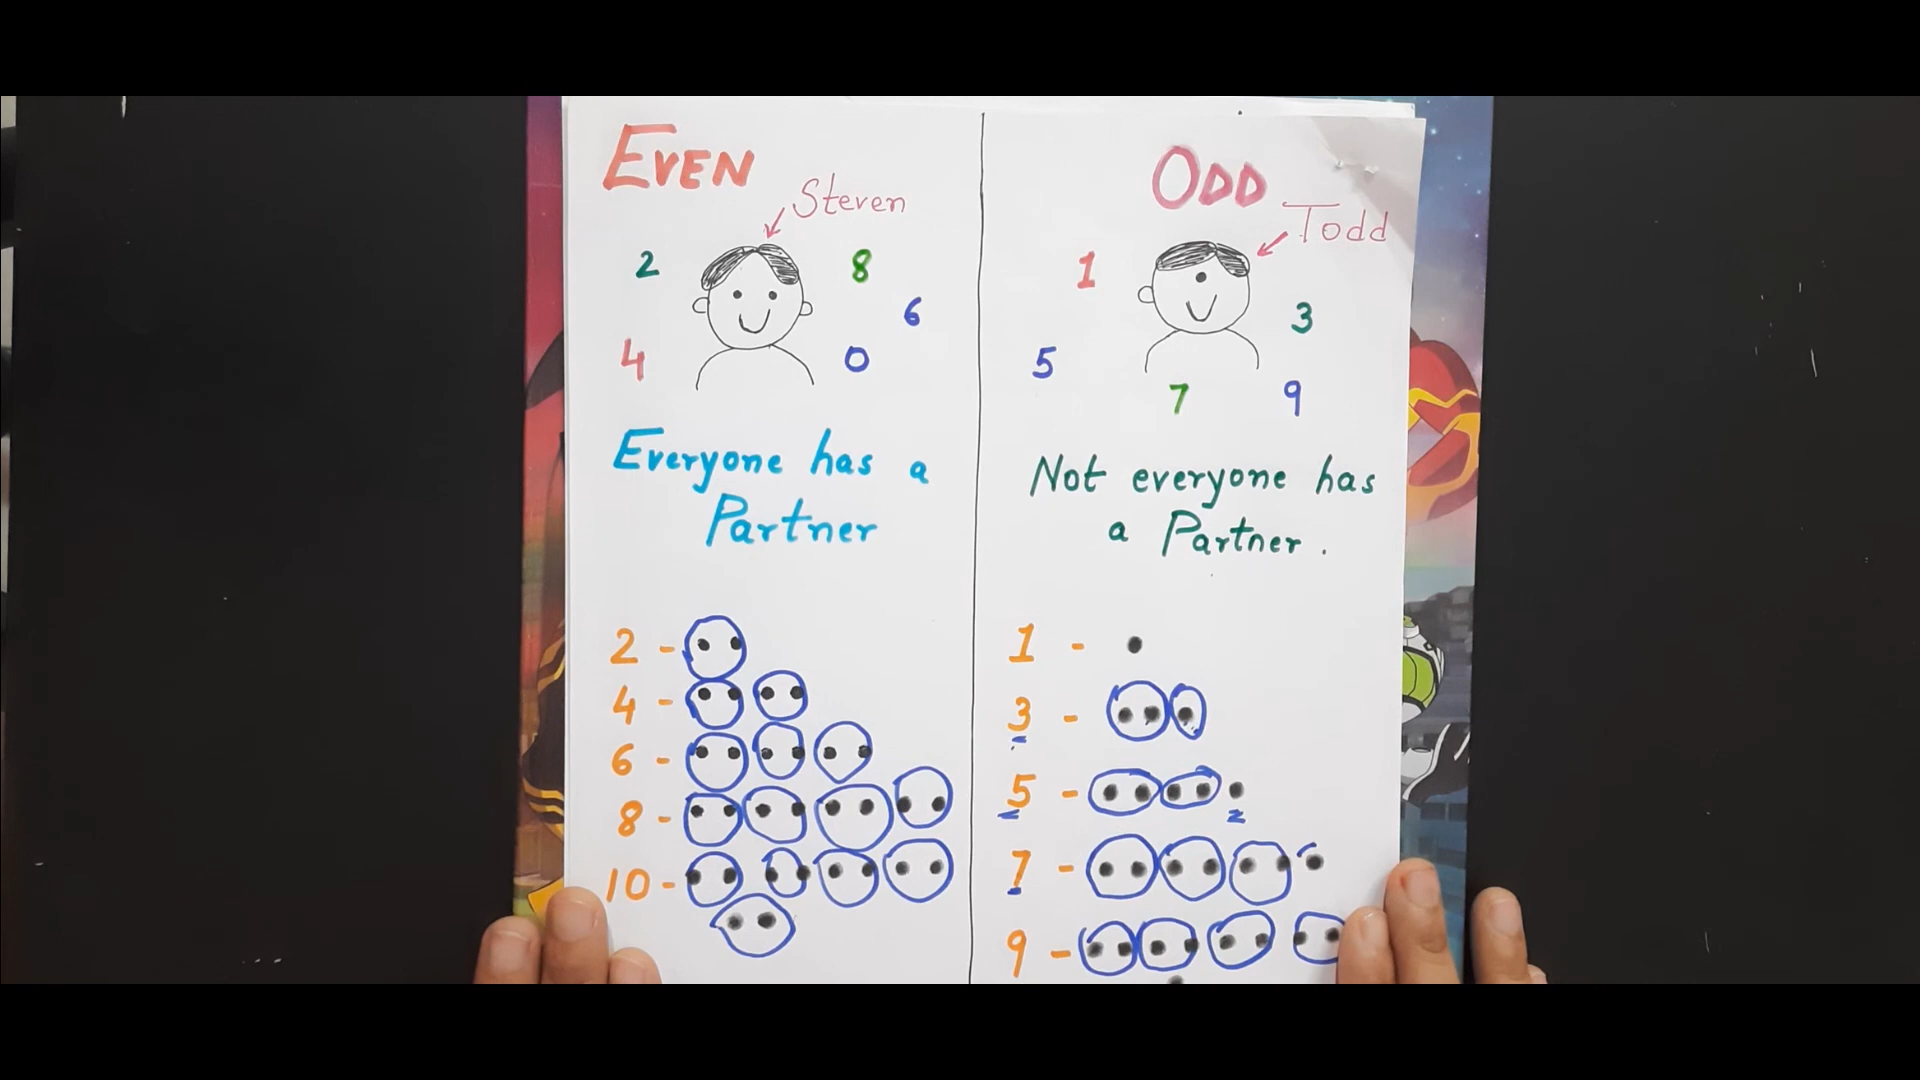 EVEN
Steven
2
8
6
4
0
Everyone has a
Partner
2 -
4 -
6 -
8 -
10 -
ODD
Todd
1
3
5
7
9
Not everyone has
a Partner.
1 -
3 -
5 -
7 -
9 -